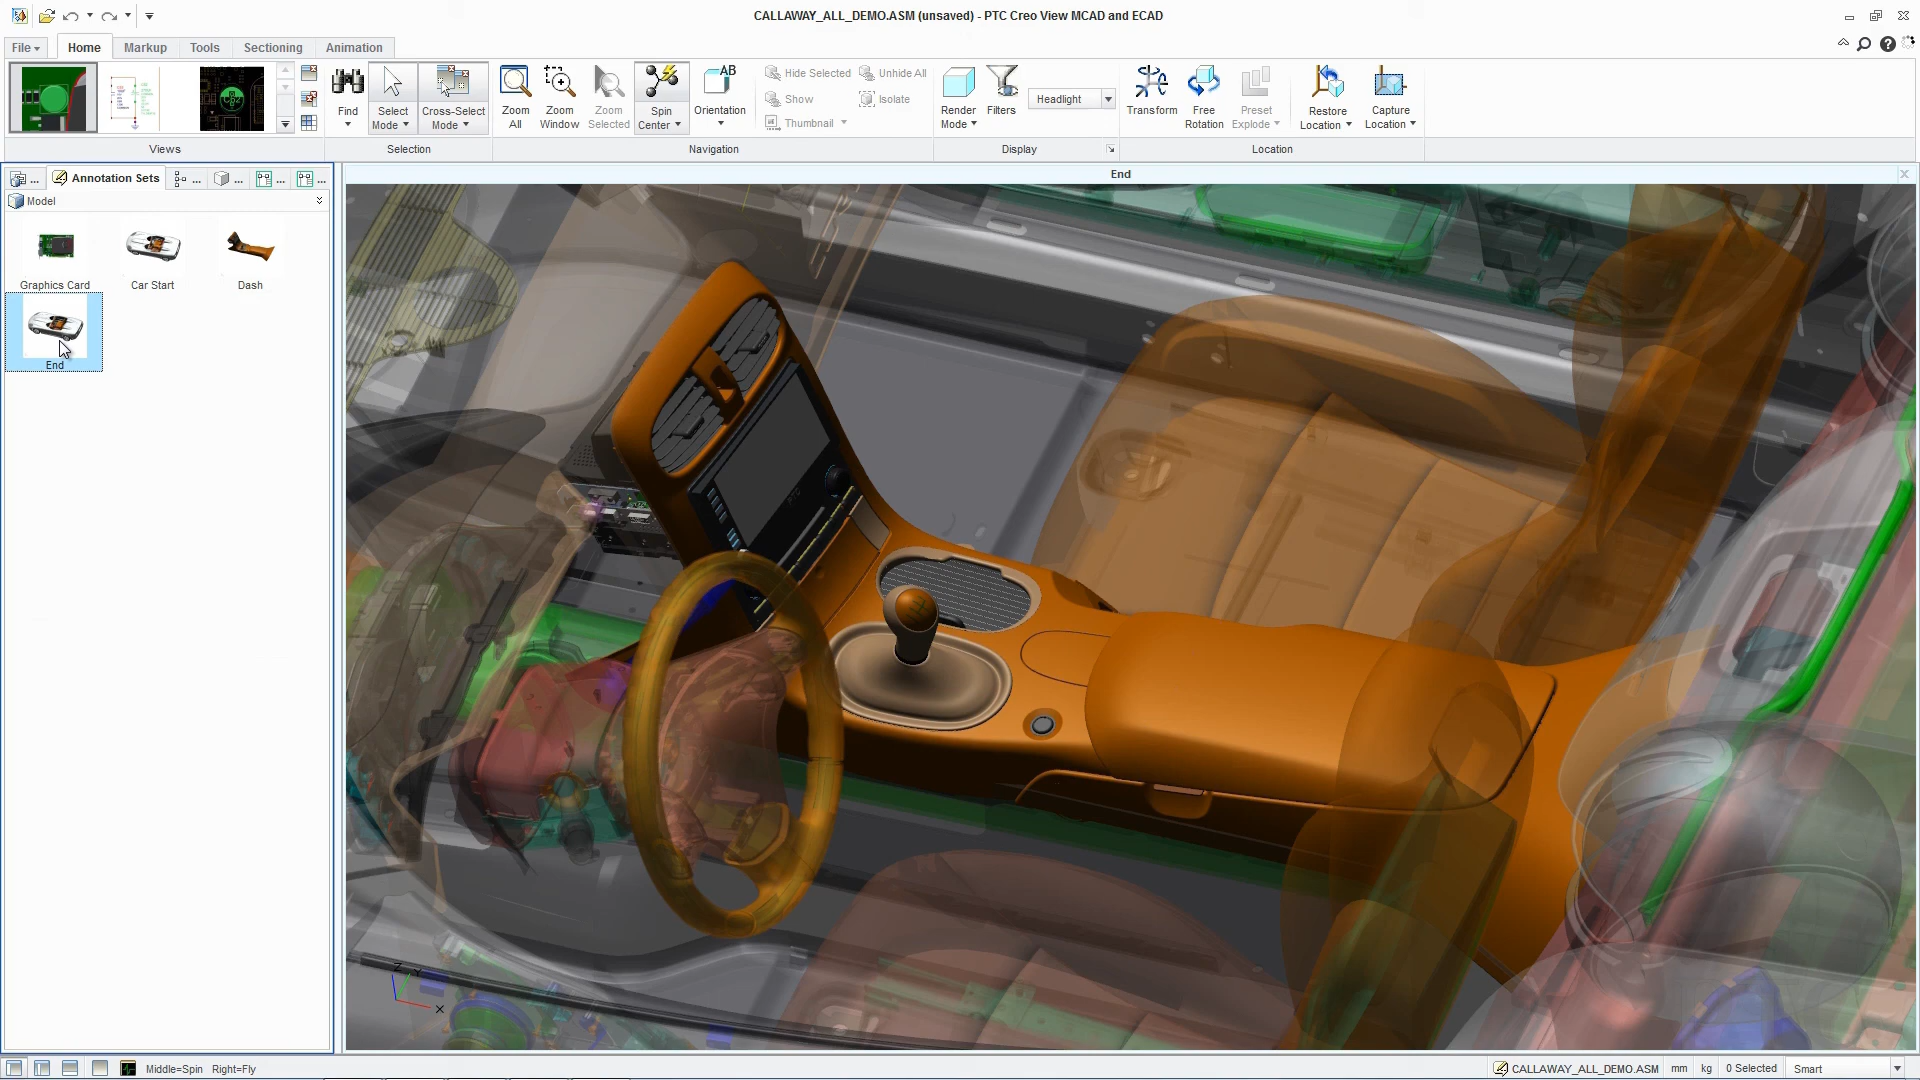 CALLAWAY_ALL_DEMO.ASM (unsaved) - PTC Creo View MCAD and ECAD
File Home Markup Tools Sectioning Animation
Find
Select Mode
Cross-Select Mode
Zoom All
Zoom Window
Zoom Selected
Spin Center
Orientation
Hide Selected
Unhide All
Show
Isolate
Thumbnail
Render Mode
Filters
Headlight
Transform
Free Rotation
Preset Explode
Restore Location
Capture Location
Views Selection Navigation Display Location
... Annotation Sets ... ... ... ...
End
Model
Graphics Card Car Start Dash
End
Z Y
X
Middle=Spin Right=Fly
CALLAWAY_ALL_DEMO.ASM mm kg 0 Selected Smart